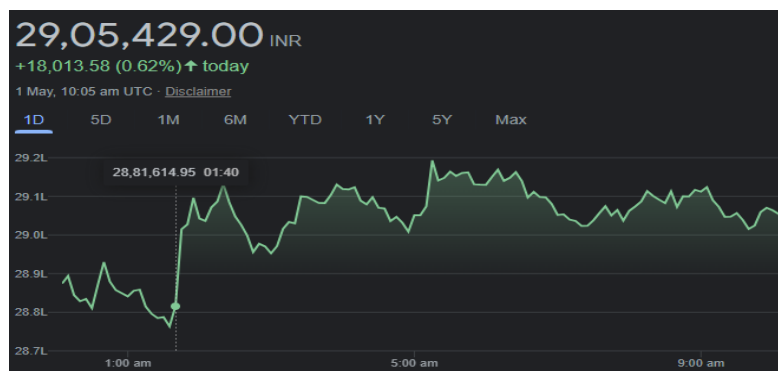 29,05,429.00 INR
+18,013.58 (0.62%) ↑ today
1 May, 10:05 am UTC · Disclaimer
1D 5D 1M 6M YTD 1Y 5Y Max
29.2L
28,81,614.95 01:40
29.1L
29.0L
28.9L
28.8L
28.7L
1:00 am 5:00 am 9:00 am